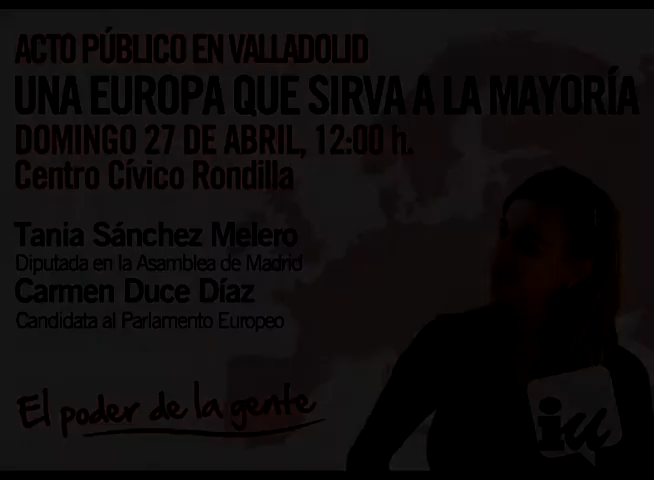 ACTO PÚBLICO EN VALLADOLID
UNA EUROPA QUE SIRVA A LA MAYORÍA
DOMINGO 27 DE ABRIL, 12:00 h.
Centro Cívico Rondilla
Tania Sánchez Melero
Diputada en la Asamblea de Madrid
Carmen Duce Díaz
Candidata al Parlamento Europeo
El poder de la gente
iu